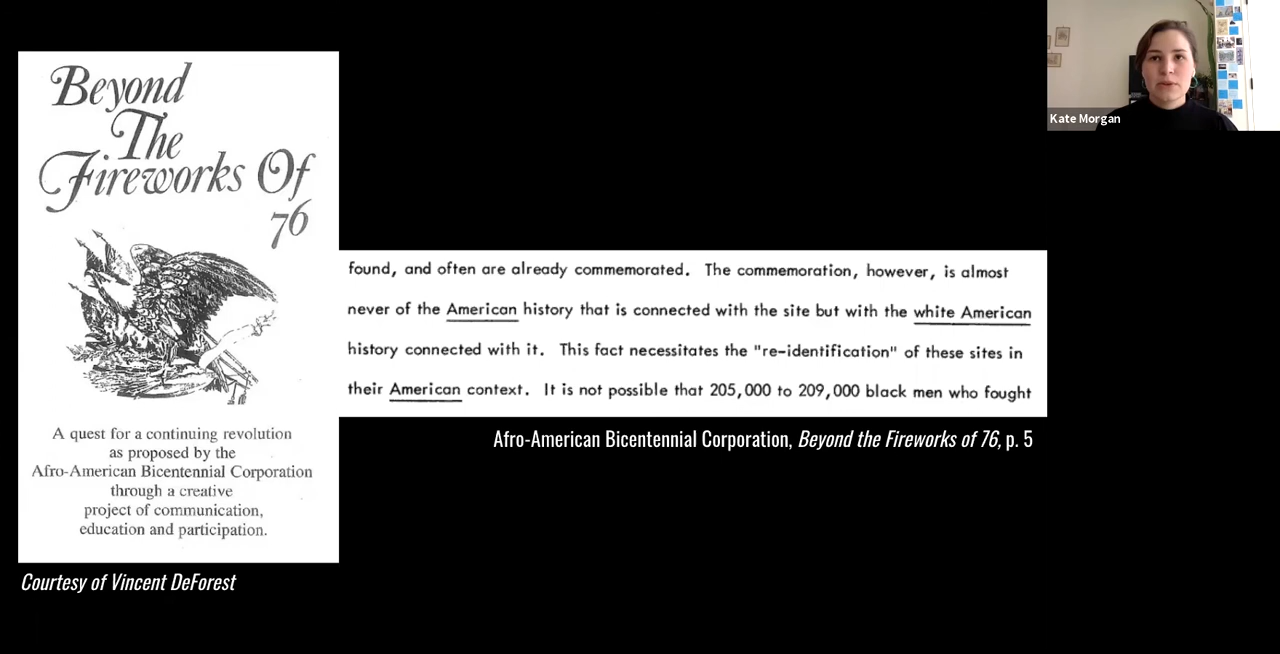 Beyond
The
Fireworks Of
76
A quest for a continuing revolution
as proposed by the
Afro-American Bicentennial Corporation
through a creative
project of communication,
education and participation.
Courtesy of Vincent DeForest
found, and often are already commemorated. The commemoration, however, is almost
never of the American history that is connected with the site but with the white American
history connected with it. This fact necessitates the "re-identification" of these sites in
their American context. It is not possible that 205,000 to 209,000 black men who fought
Afro-American Bicentennial Corporation, Beyond the Fireworks of 76, p. 5
Kate Morgan